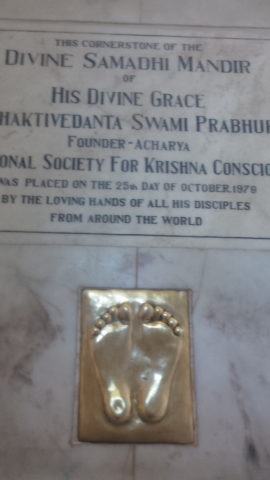 THIS CORNERSTONE OF THE
DIVINE SAMADHI MANDIR
OF
HIS DIVINE GRACE
HAKTIVEDANTA SWAMI PRABHUP
FOUNDER-ACHARYA
ONAL SOCIETY FOR KRISHNA CONSCIO
WAS PLACED ON THE 25th DAY OF OCTOBER, 1979
BY THE LOVING HANDS OF ALL HIS DISCIPLES
FROM AROUND THE WORLD